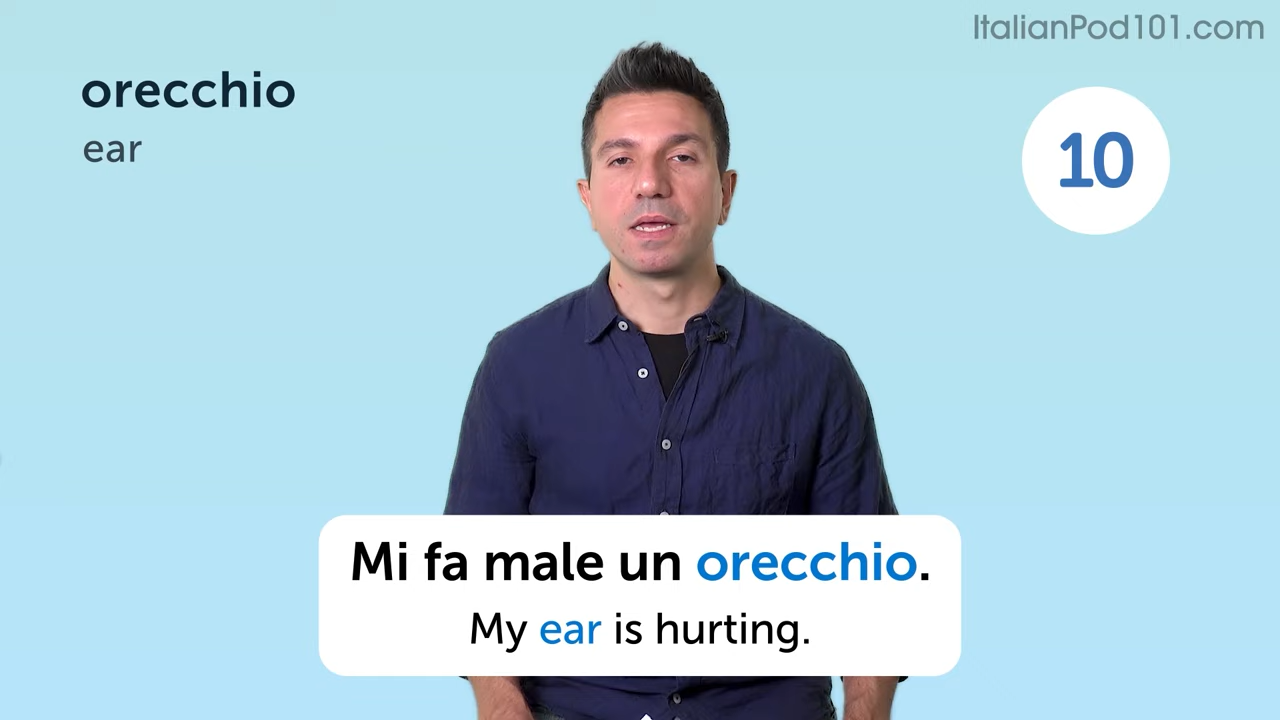 ItalianPod101.com
orecchio
ear
10
Mi fa male un orecchio.
My ear is hurting.